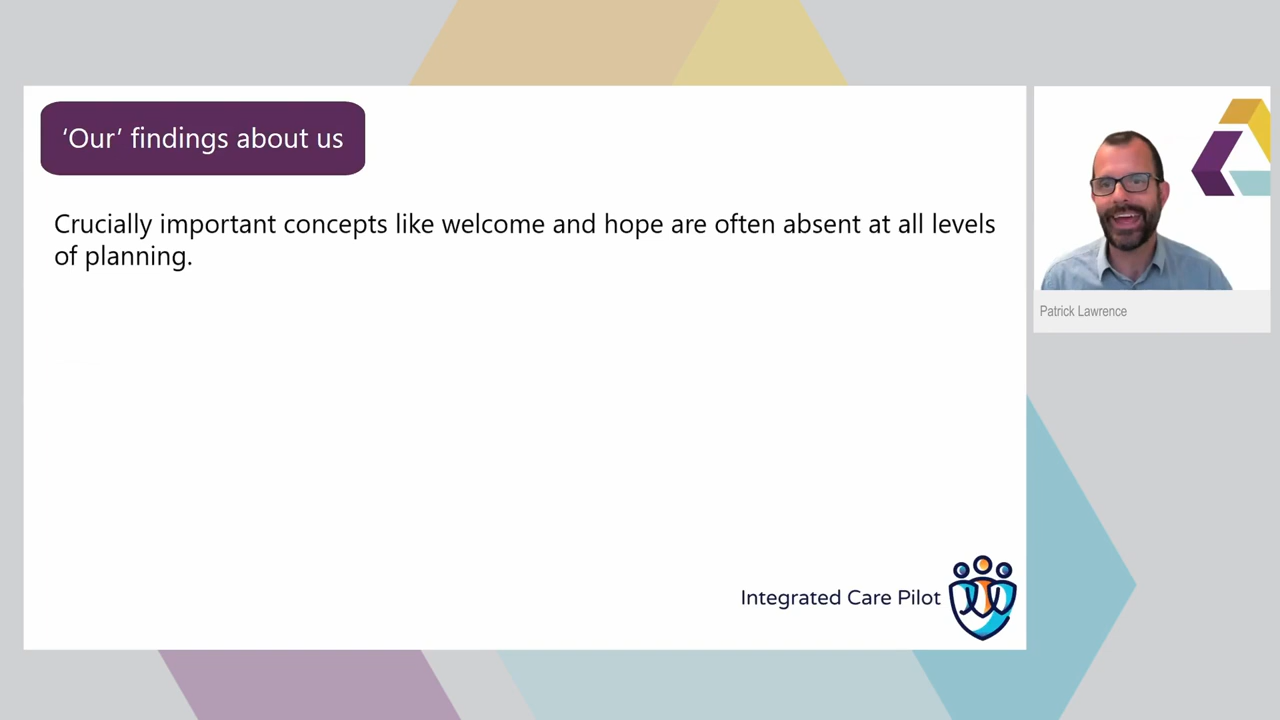 ‘Our’ findings about us
Crucially important concepts like welcome and hope are often absent at all levels
of planning.
Patrick Lawrence
Integrated Care Pilot